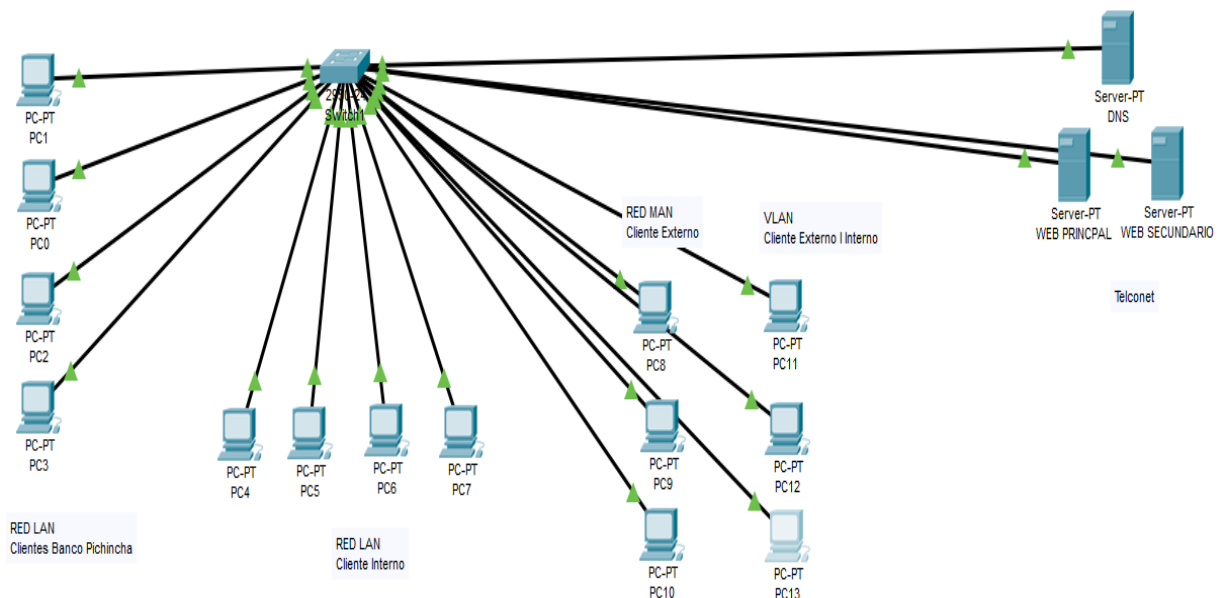 PC-PT
PC1
PC-PT
PC0
PC-PT
PC2
PC-PT
PC3
RED LAN
Clientes Banco Pichincha
Switch1
PC-PT
PC4
PC-PT
PC5
PC-PT
PC6
PC-PT
PC7
RED LAN
Cliente Interno
RED MAN
Cliente Externo
PC-PT
PC8
PC-PT
PC9
PC-PT
PC10
VLAN
Cliente Externo I Interno
PC-PT
PC11
PC-PT
PC12
PC-PT
PC13
Server-PT
DNS
Server-PT
WEB PRINCPAL
Server-PT
WEB SECUNDARIO
Telconet